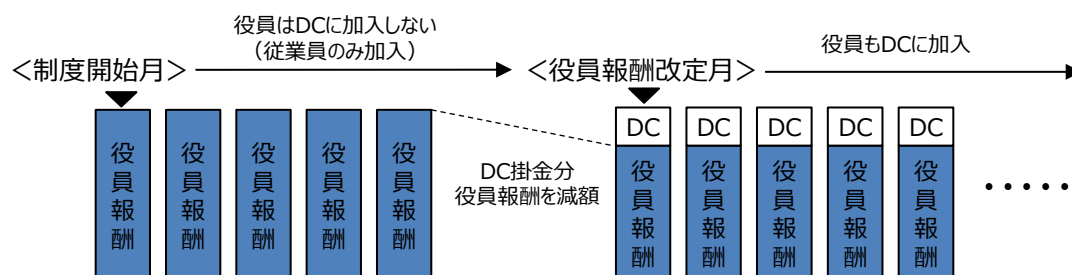 役員はDCに加入しない
（従業員のみ加入）
役員もDCに加入
＜制度開始月＞
＜役員報酬改定月＞
役員報酬
役員報酬
役員報酬
役員報酬
役員報酬
DC掛金分
役員報酬を減額
DC
DC
DC
DC
DC
役員報酬
役員報酬
役員報酬
役員報酬
役員報酬
・・・・・